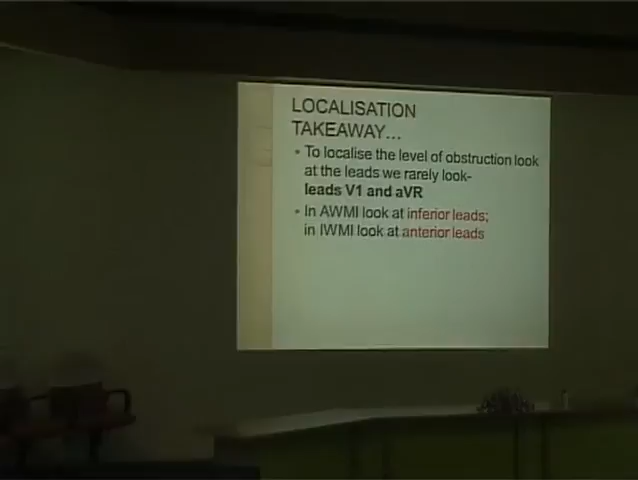 LOCALISATION
TAKEAWAY...
• To localise the level of obstruction look
at the leads we rarely look-
leads V1 and aVR
• In AWMI look at inferior leads;
in IWMI look at anterior leads